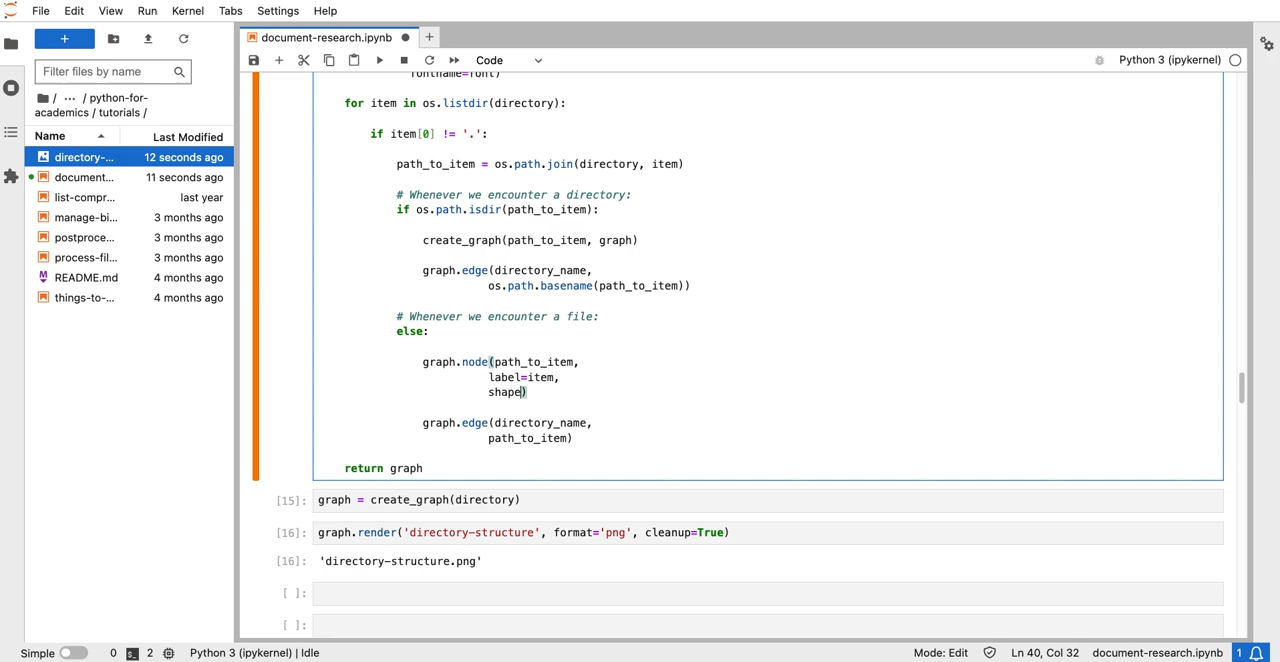 File Edit View Run Kernel Tabs Settings Help
Filter files by name
/ ... / python-for-
academics / tutorials /
Name Last Modified
directory-... 12 seconds ago
document... 11 seconds ago
list-compr... last year
manage-bi... 3 months ago
postproce... 3 months ago
process-fil... 3 months ago
README.md 4 months ago
things-to-... 4 months ago
document-research.ipynb
Code
Python 3 (ipykernel)
fontname=font)
for item in os.listdir(directory):
if item[0] != '.':
path_to_item = os.path.join(directory, item)
# Whenever we encounter a directory:
if os.path.isdir(path_to_item):
create_graph(path_to_item, graph)
graph.edge(directory_name,
os.path.basename(path_to_item))
# Whenever we encounter a file:
else:
graph.node(path_to_item,
label=item,
shape)
graph.edge(directory_name,
path_to_item)
return graph
[15]: graph = create_graph(directory)
[16]: graph.render('directory-structure', format='png', cleanup=True)
[16]: 'directory-structure.png'
[ ]:
[ ]:
Simple 0 2 Python 3 (ipykernel) | Idle Mode: Edit Ln 40, Col 32 document-research.ipynb 1